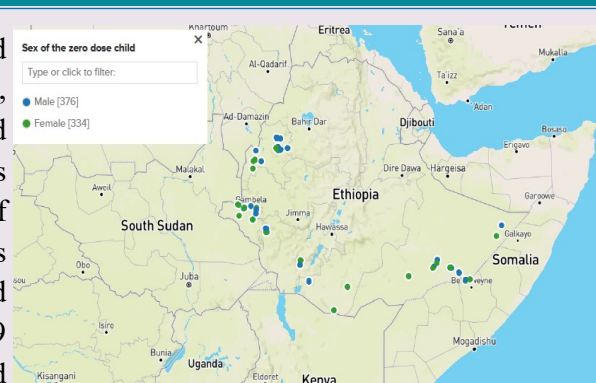 d
,
d
s
f
s
d
9
d
Sex of the zero dose child
×
Type or click to filter:
Male [376]
Female [334]
Khartoum
Eritrea
Sana'a
Mukalla
Al-Qadarif
Ta'izz
Adan
Ad-Damazin
Bahir Dar
Djibouti
Bosaso
Erigavo
Malakal
Dire Dawa
Hargeisa
Aweil
Gambela
Ethiopia
Garoowe
South Sudan
Jimma
Hawassa
Galkayo
Somalia
Obo
Juba
Isiro
Mogadishu
Bunia
Uganda
Kisangani
Eldoret
Kenya